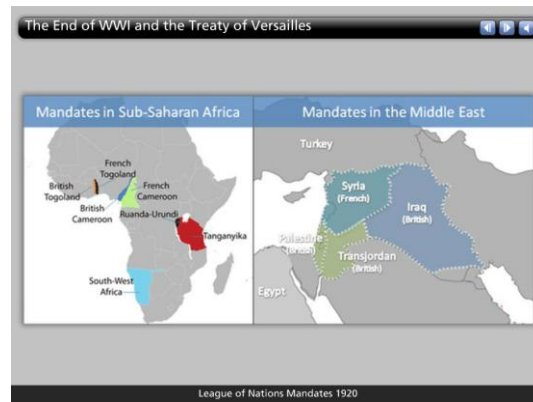 The End of WWI and the Treaty of Versailles
Mandates in Sub-Saharan Africa
Mandates in the Middle East
French
Togoland
British
Togoland
French
Cameroon
British
Cameroon
Ruanda-Urundi
Tanganyika
South-West
Africa
Turkey
Syria
(French)
Iraq
(British)
Palestine
(British)
Transjordan
(British)
Egypt
League of Nations Mandates 1920